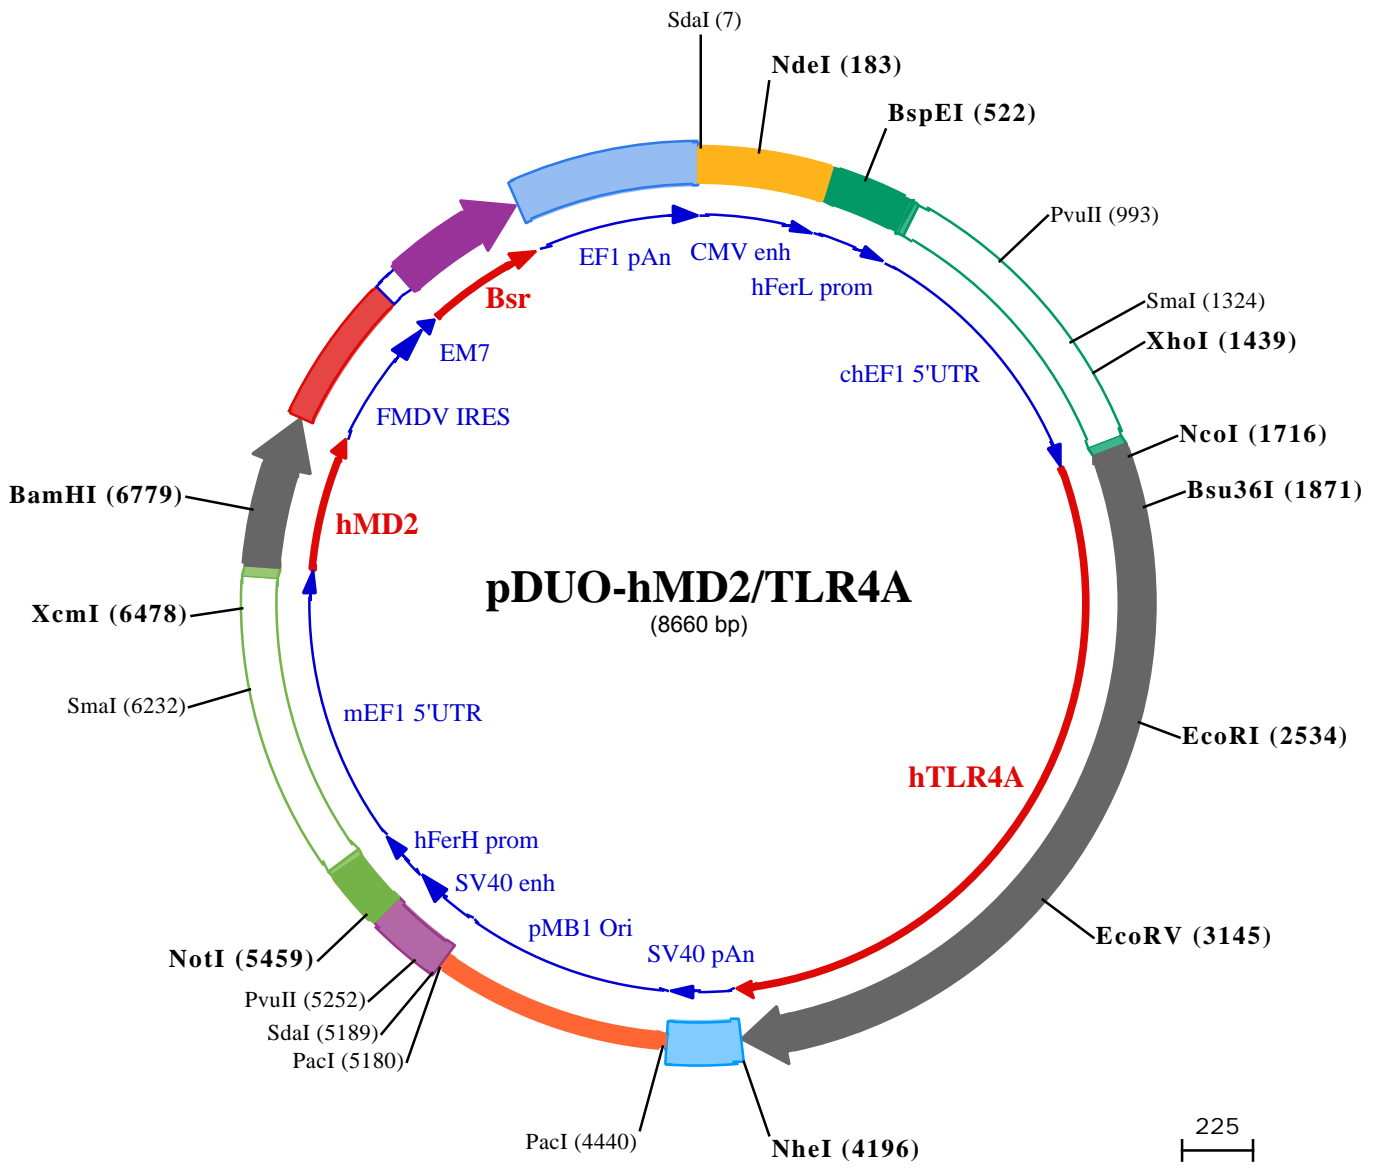 SdaI (7)
NdeI (183)
BspEI (522)
PvuII (993)
EF1 pAn
CMV enh
hFerL prom
Bsr
SmaI (1324)
XhoI (1439)
EM7
chEF1 5'UTR
FMDV IRES
NcoI (1716)
Bsu36I (1871)
BamHI (6779)
hMD2
pDUO-hMD2/TLR4A
(8660 bp)
XcmI (6478)
SmaI (6232)
mEF1 5'UTR
EcoRI (2534)
hTLR4A
hFerH prom
SV40 enh
pMB1 Ori
EcoRV (3145)
SV40 pAn
NotI (5459)
PvuII (5252)
SdaI (5189)
PacI (5180)
PacI (4440)
NheI (4196)
225